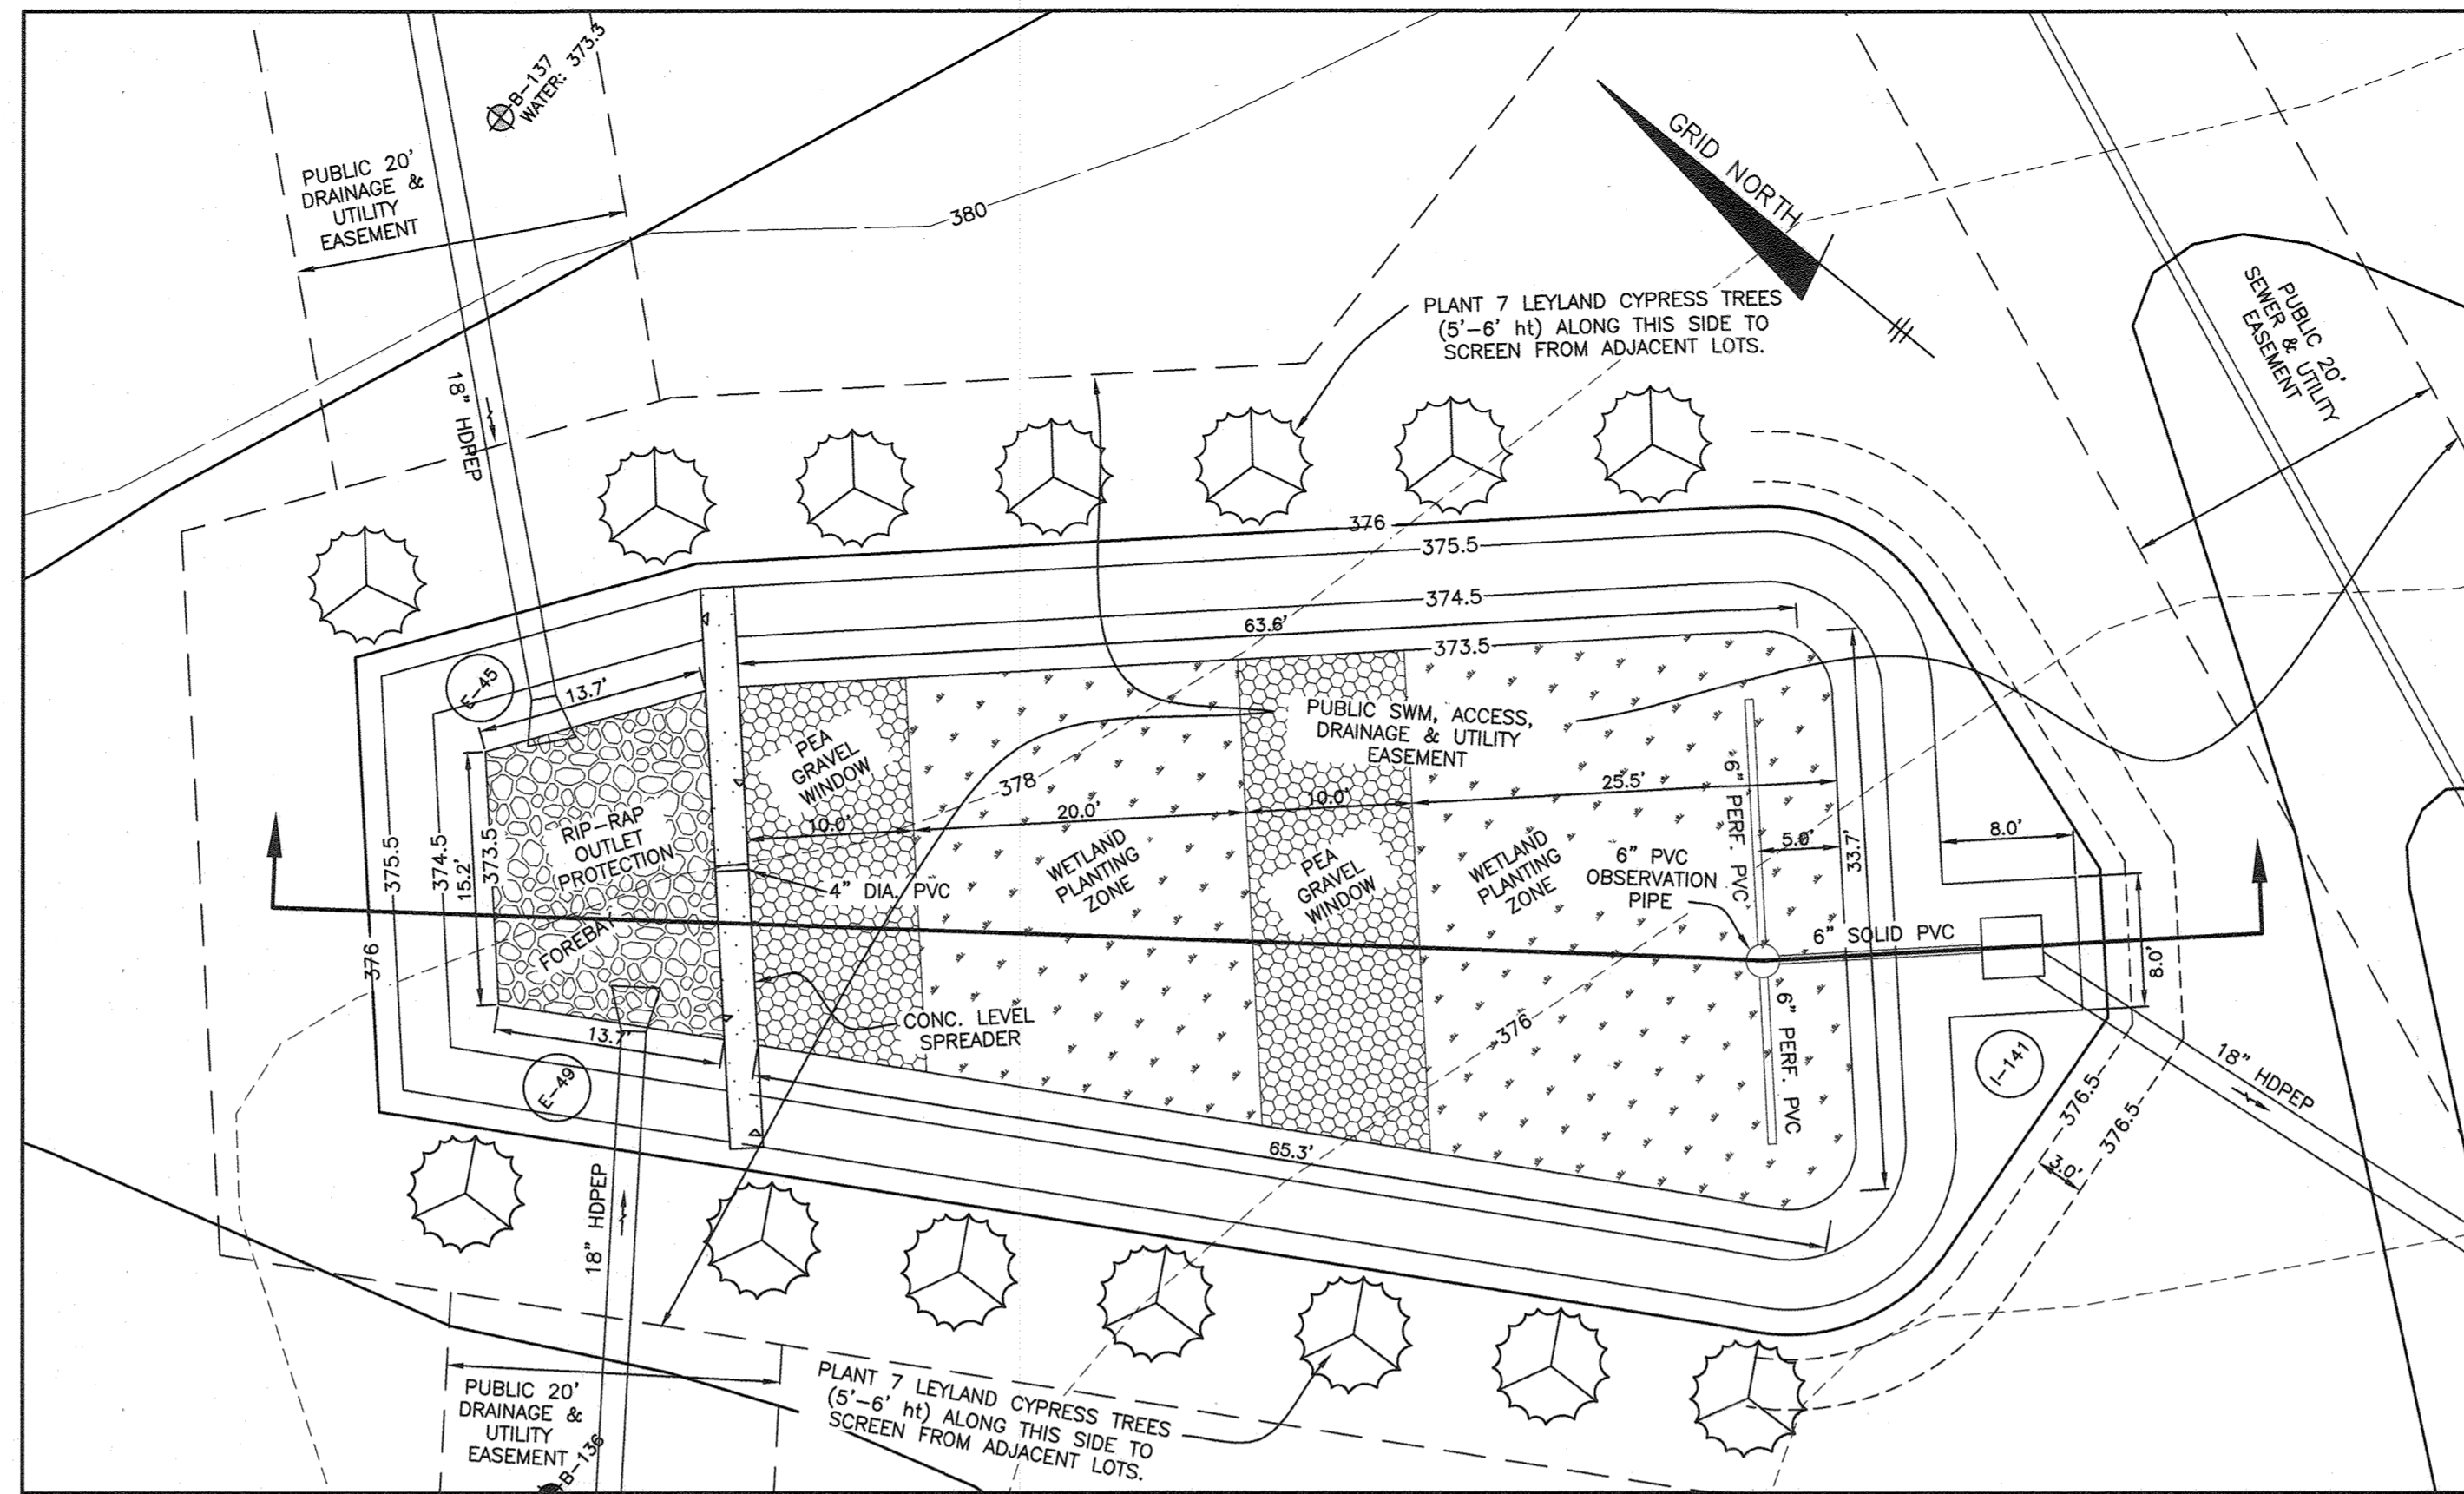 B-137
WATER: 373.3
PUBLIC 20'
DRAINAGE &
UTILITY
EASEMENT
380
GRID NORTH
PLANT 7 LEYLAND CYPRESS TREES
(5'-6' ht) ALONG THIS SIDE TO
SCREEN FROM ADJACENT LOTS.
PUBLIC 20'
SEWER & UTILITY
EASEMENT
18" HDPEP
376
375.5
374.5
63.6'
373.5
E-45
13.7'
PEA
GRAVEL
WINDOW
PUBLIC SWM, ACCESS,
DRAINAGE & UTILITY
EASEMENT
378
10.0'
20.0'
10.0'
25.5'
6" PERF. PVC
5.0'
33.7'
8.0'
376
375.5
374.5
15.2'
373.5
RIP-RAP
OUTLET
PROTECTION
FOREBAY
4" DIA. PVC
WETLAND
PLANTING
ZONE
PEA
GRAVEL
WINDOW
WETLAND
PLANTING
ZONE
6" PVC
OBSERVATION
PIPE
6" SOLID PVC
8.0'
CONC. LEVEL
SPREADER
376
6" PERF. PVC
I-141
18" HDPEP
13.7'
E-49
65.3'
376.5
376.5
3.0'
18" HDPEP
PUBLIC 20'
DRAINAGE &
UTILITY
EASEMENT
B-136
PLANT 7 LEYLAND CYPRESS TREES
(5'-6' ht) ALONG THIS SIDE TO
SCREEN FROM ADJACENT LOTS.